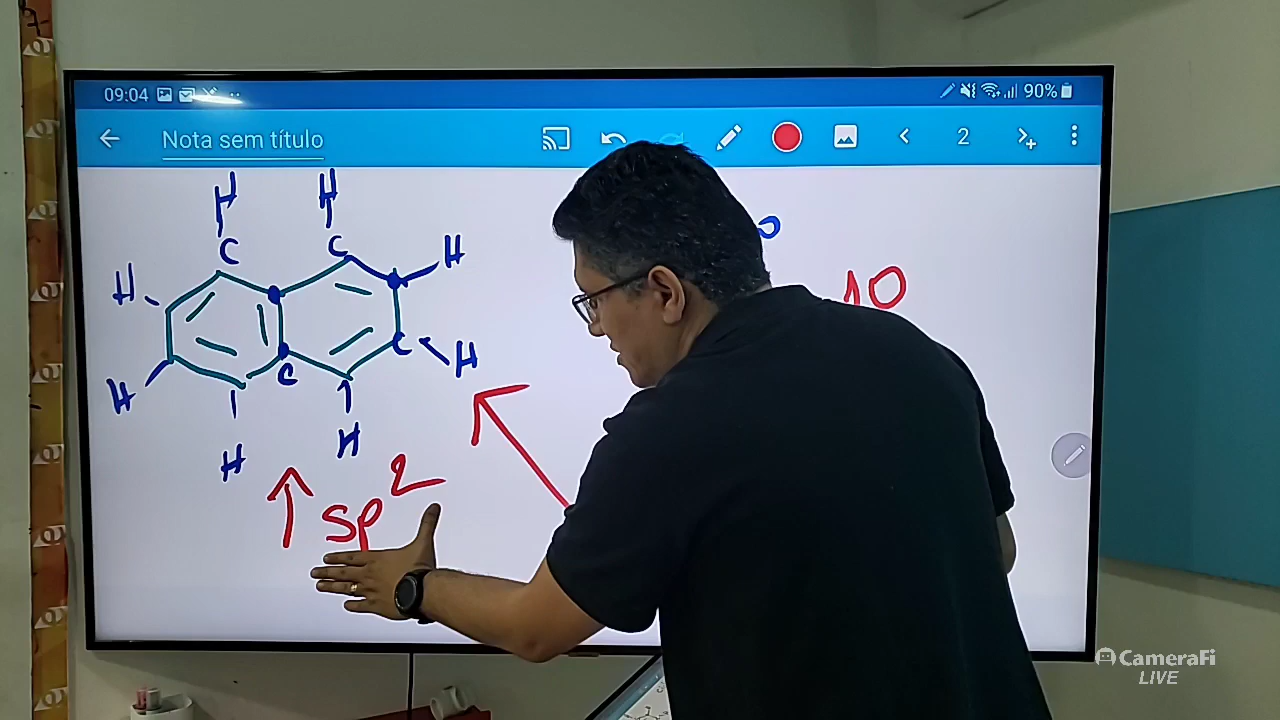 09:04
90%
Nota sem título
2
H H
C C H
H
10
C H
H C
H H
sp2
CameraFi
LIVE